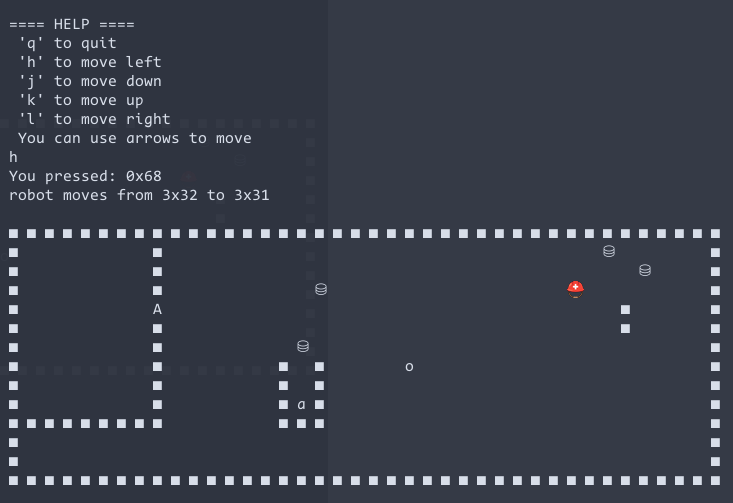 ==== HELP ====
'q' to quit
'h' to move left
'j' to move down
'k' to move up
'l' to move right
You can use arrows to move
h
You pressed: 0x68
robot moves from 3x32 to 3x31
A
o
a